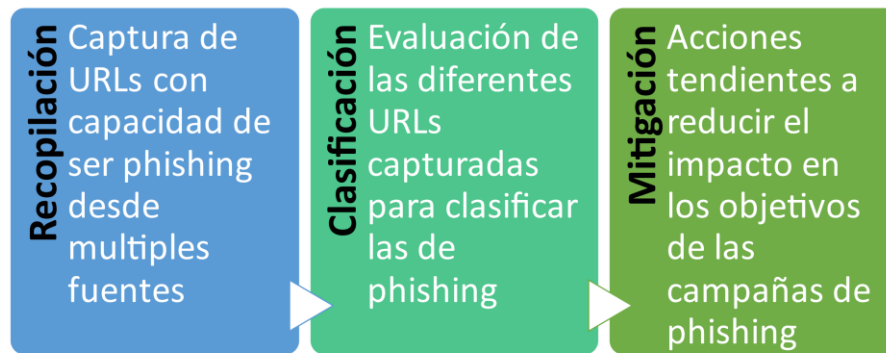 Recopilación
Captura de
URLs con
capacidad de
ser phishing
desde
multiples
fuentes
Clasificación
Evaluación de
las diferentes
URLs
capturadas
para clasificar
las de
phishing
Mitigación
Acciones
tendientes a
reducir el
impacto en
los objetivos
de las
campañas de
phishing